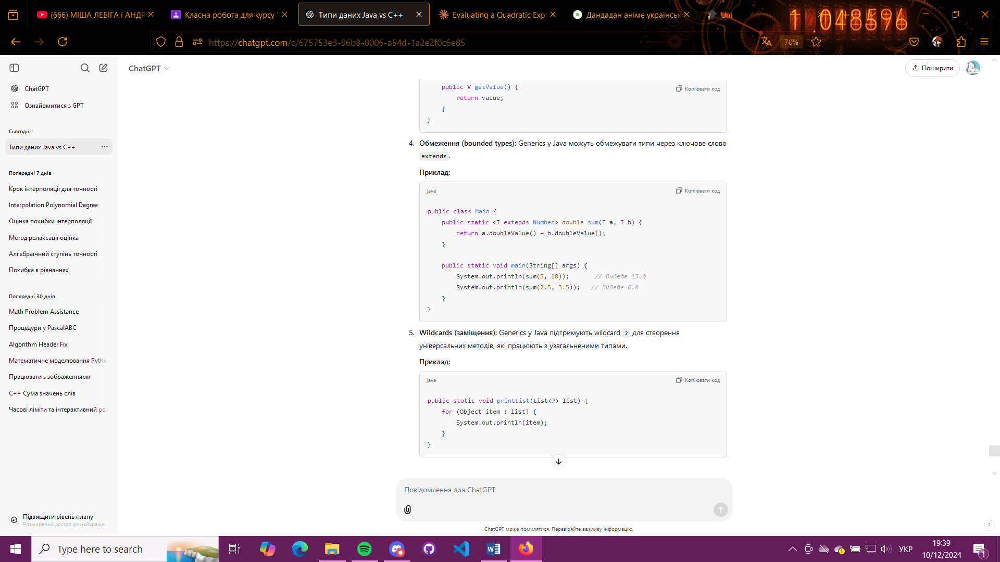 (666) МІША ЛЕБІГА і АНДР
Класна робота для курсу "
Типи даних Java vs C++
Evaluating a Quadratic Expr
Дандадан аніме українськ
Uni
1 1048596
https://chatgpt.com/c/675753e3-96b8-8006-a54d-1a2e2f0c6e85
70%
ChatGPT
Поширити
ChatGPT
Ознайомитися з GPT
Сьогодні
Типи даних Java vs C++
Попередні 7 днів
Крок інтерполяції для точності
Interpolation Polynomial Degree
Оцінка похибки інтерполяції
Метод релаксації оцінка
Алгебраїчний ступінь точності
Похибка в рівняннях
Попередні 30 днів
Math Problem Assistance
Процедури у PascalABC
Algorithm Header Fix
Математичне моделювання Pytho
Працювати з зображеннями
C++ Сума значень слів
Часові ліміти та інтерактивний реж
Підвищити рівень плану
Розширений доступ до найкращи...
public V getValue() {
Копіювати код
return value;
}
}
4. Обмеження (bounded types): Generics у Java можуть обмежувати типи через ключове слово
extends.
Приклад:
java
Копіювати код
public class Main {
public static <T extends Number> double sum(T a, T b) {
return a.doubleValue() + b.doubleValue();
}
public static void main(String[] args) {
System.out.println(sum(5, 10)); // Виведе 15.0
System.out.println(sum(2.5, 3.5)); // Виведе 6.0
}
}
5. Wildcards (заміщення): Generics у Java підтримують wildcard ? для створення
універсальних методів, які працюють з узагальненими типами.
Приклад:
java
Копіювати код
public static void printList(List<?> list) {
for (Object item : list) {
System.out.println(item);
}
}
Повідомлення для ChatGPT
ChatGPT може помилятися. Перевіряйте важливу інформацію.
?
Type here to search
УКР
19:39
10/12/2024
1